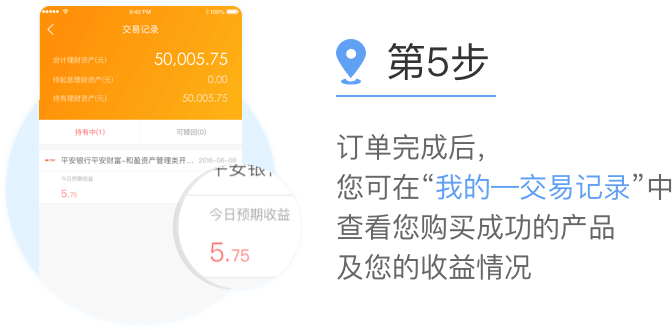 9:40 PM
100%
交易记录
合计理财资产(元)
50,005.75
待起息理财资产(元)
0.00
持有理财资产(元)
50,005.75
持有中(1)
可赎回(0)
平安银行平安财富-和盈资产管理类开...
2016-06-08
今日预期收益
5.75
平安银行
今日预期收益
5.75
第5步
订单完成后，
您可在“我的—交易记录”中
查看您购买成功的产品
及您的收益情况